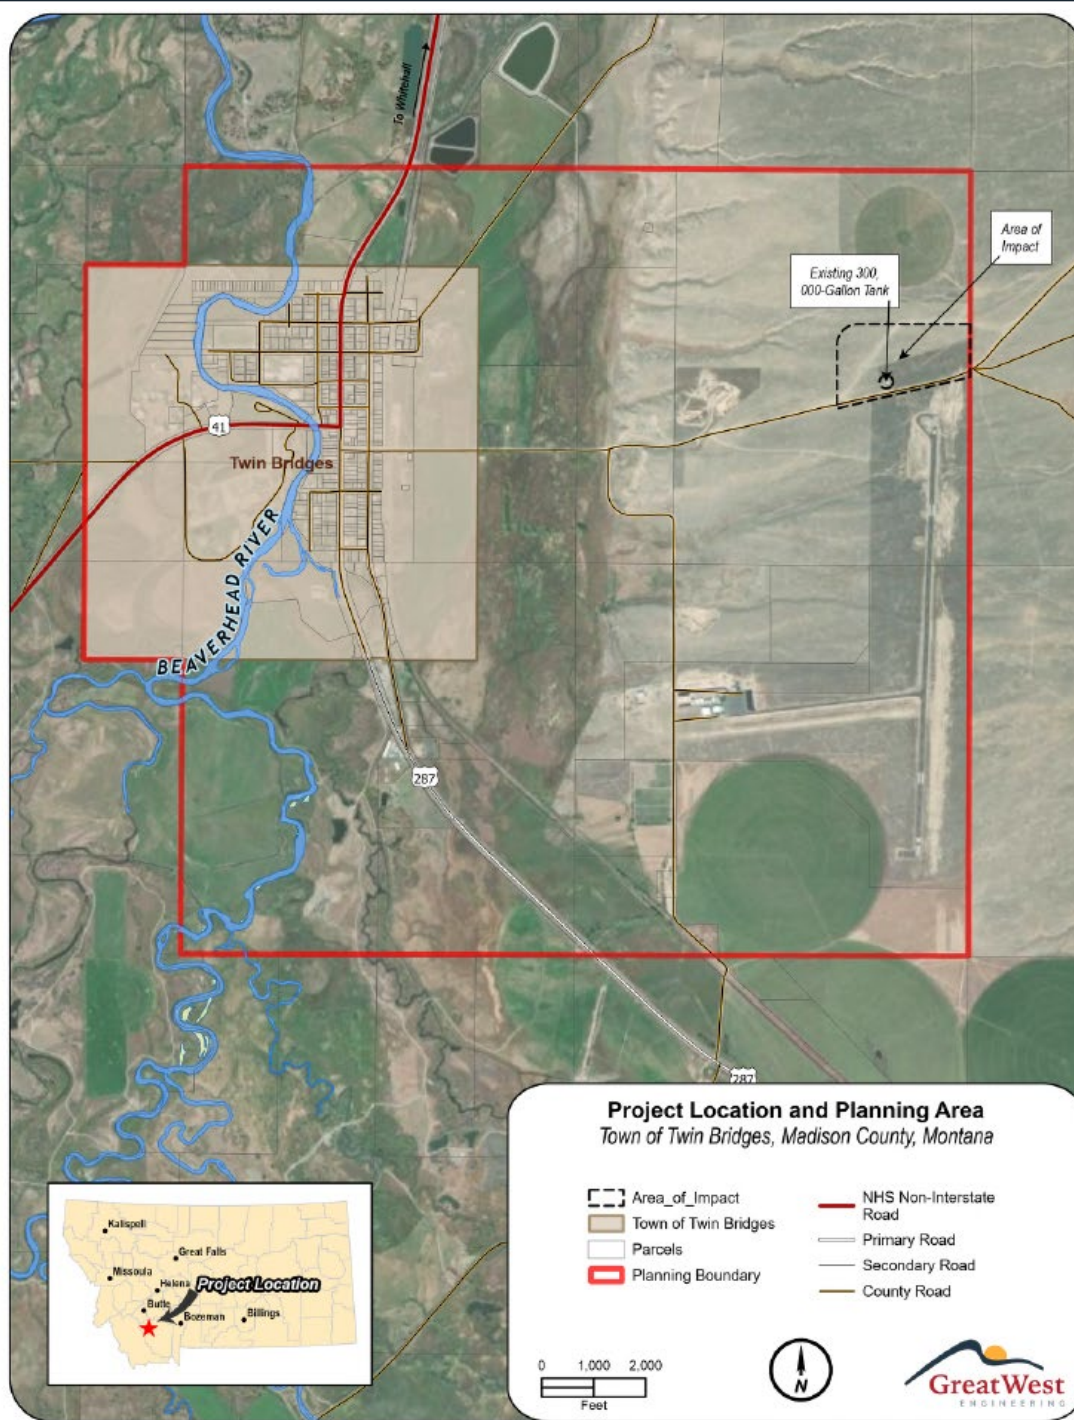 To Whitehall
Area of
Impact
Existing 300,
000-Gallon Tank
41
Twin Bridges
BEAVERHEAD RIVER
287
287
Project Location and Planning Area
Town of Twin Bridges, Madison County, Montana
Area_of_Impact
Town of Twin Bridges
Parcels
Planning Boundary
NHS Non-Interstate
Road
Primary Road
Secondary Road
County Road
Kalispell
Great Falls
Missoula
Helena
Project Location
Butte
Bozeman
Billings
0 1,000 2,000
Feet
N
GreatWest
ENGINEERING